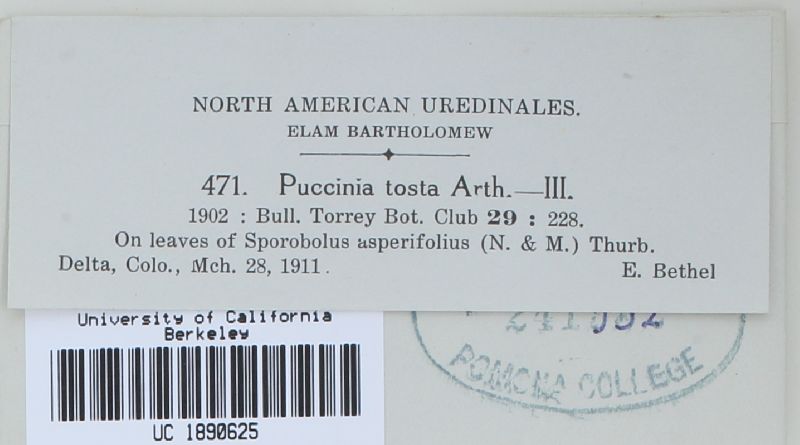 NORTH AMERICAN UREDINALES.
ELAM BARTHOLOMEW
471. Puccinia tosta Arth.—III.
1902 : Bull. Torrey Bot. Club 29 : 228.
On leaves of Sporobolus asperifolius (N. & M.) Thurb.
Delta, Colo., Mch. 28, 1911. E. Bethel
University of California
Berkeley
UC 1890625
POMONA COLLEGE